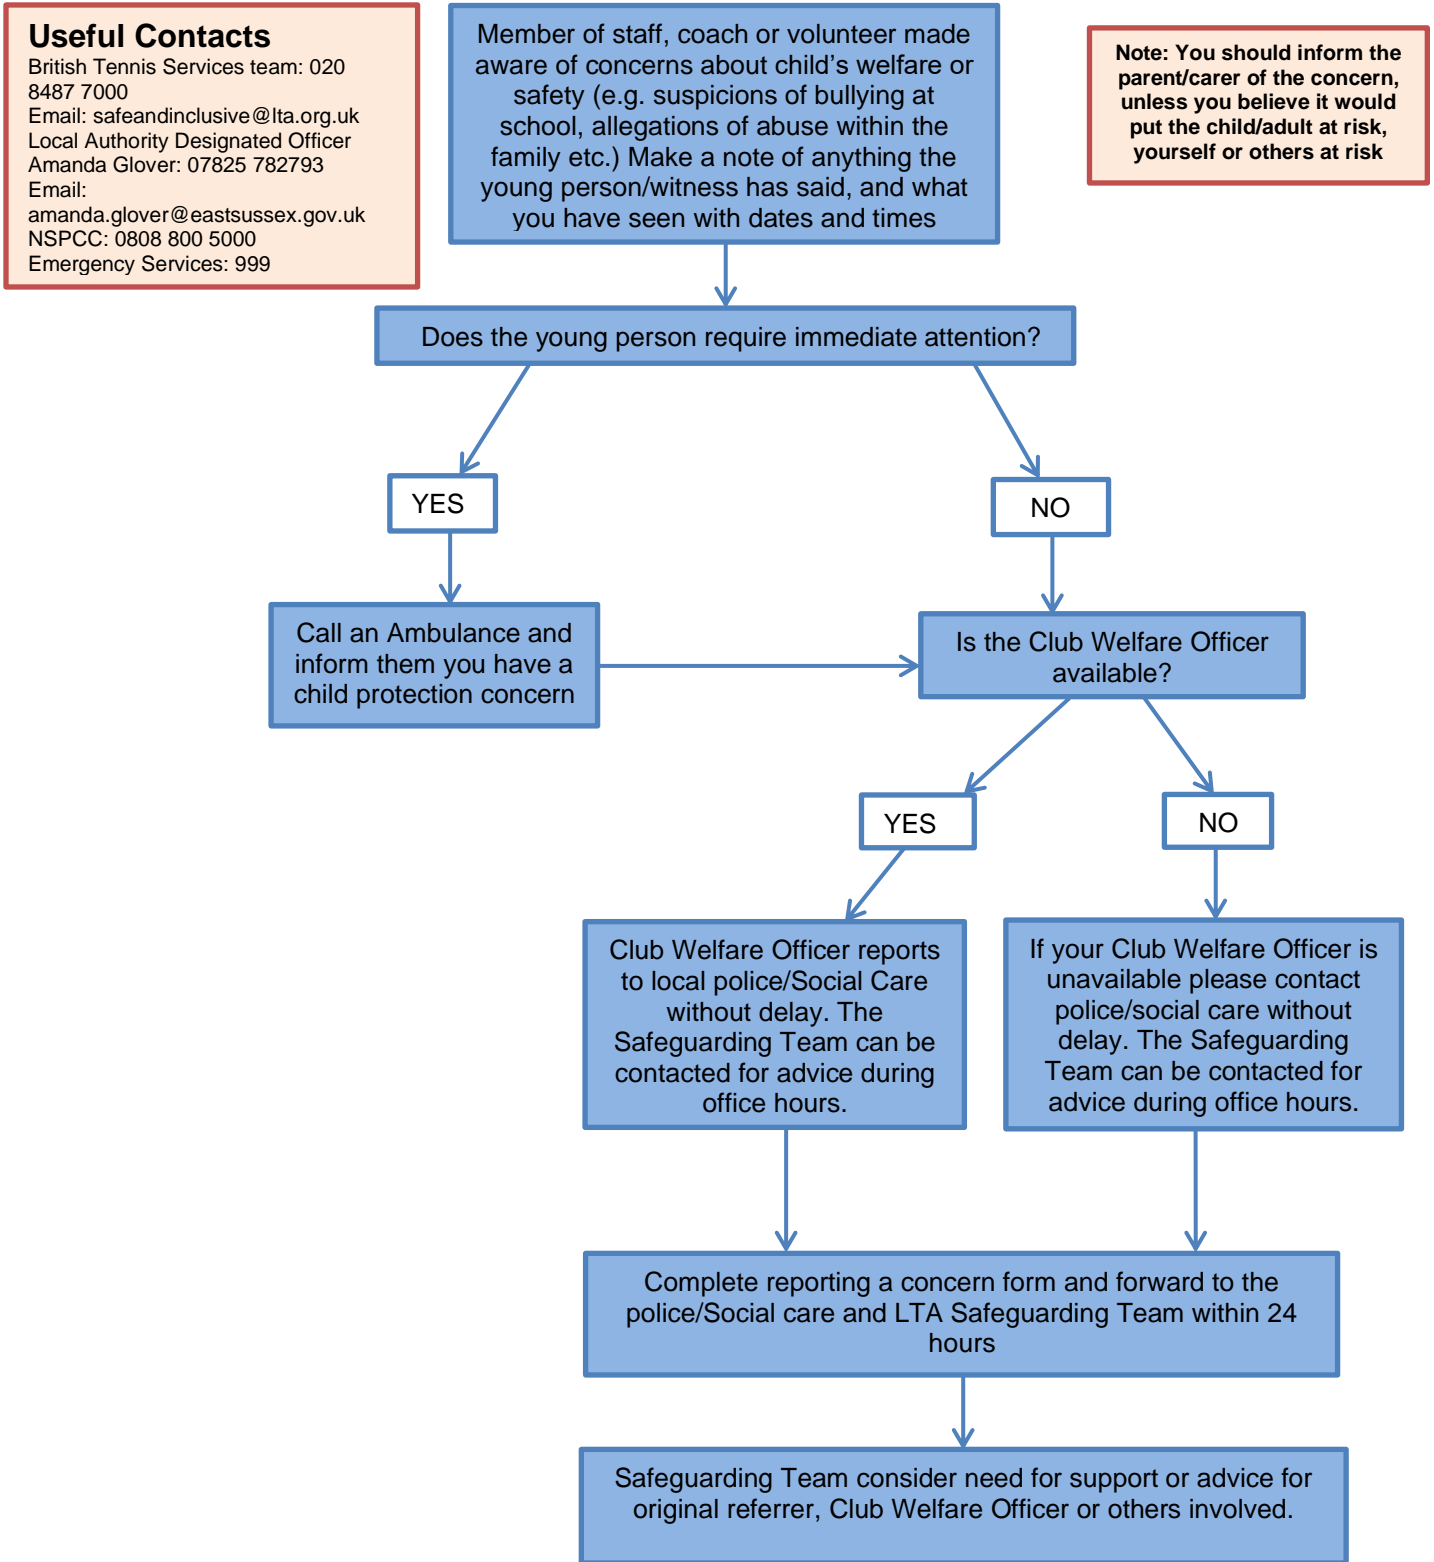 Useful Contacts
British Tennis Services team: 020
8487 7000
Email: safeandinclusive@lta.org.uk
Local Authority Designated Officer
Amanda Glover: 07825 782793
Email:
amanda.glover@eastsussex.gov.uk
NSPCC: 0808 800 5000
Emergency Services: 999
Member of staff, coach or volunteer made
aware of concerns about child’s welfare or
safety (e.g. suspicions of bullying at
school, allegations of abuse within the
family etc.) Make a note of anything the
young person/witness has said, and what
you have seen with dates and times
Note: You should inform the
parent/carer of the concern,
unless you believe it would
put the child/adult at risk,
yourself or others at risk
Does the young person require immediate attention?
YES
NO
Call an Ambulance and
inform them you have a
child protection concern
Is the Club Welfare Officer
available?
YES
NO
Club Welfare Officer reports
to local police/Social Care
without delay. The
Safeguarding Team can be
contacted for advice during
office hours.
If your Club Welfare Officer is
unavailable please contact
police/social care without
delay. The Safeguarding
Team can be contacted for
advice during office hours.
Complete reporting a concern form and forward to the
police/Social care and LTA Safeguarding Team within 24
hours
Safeguarding Team consider need for support or advice for
original referrer, Club Welfare Officer or others involved.